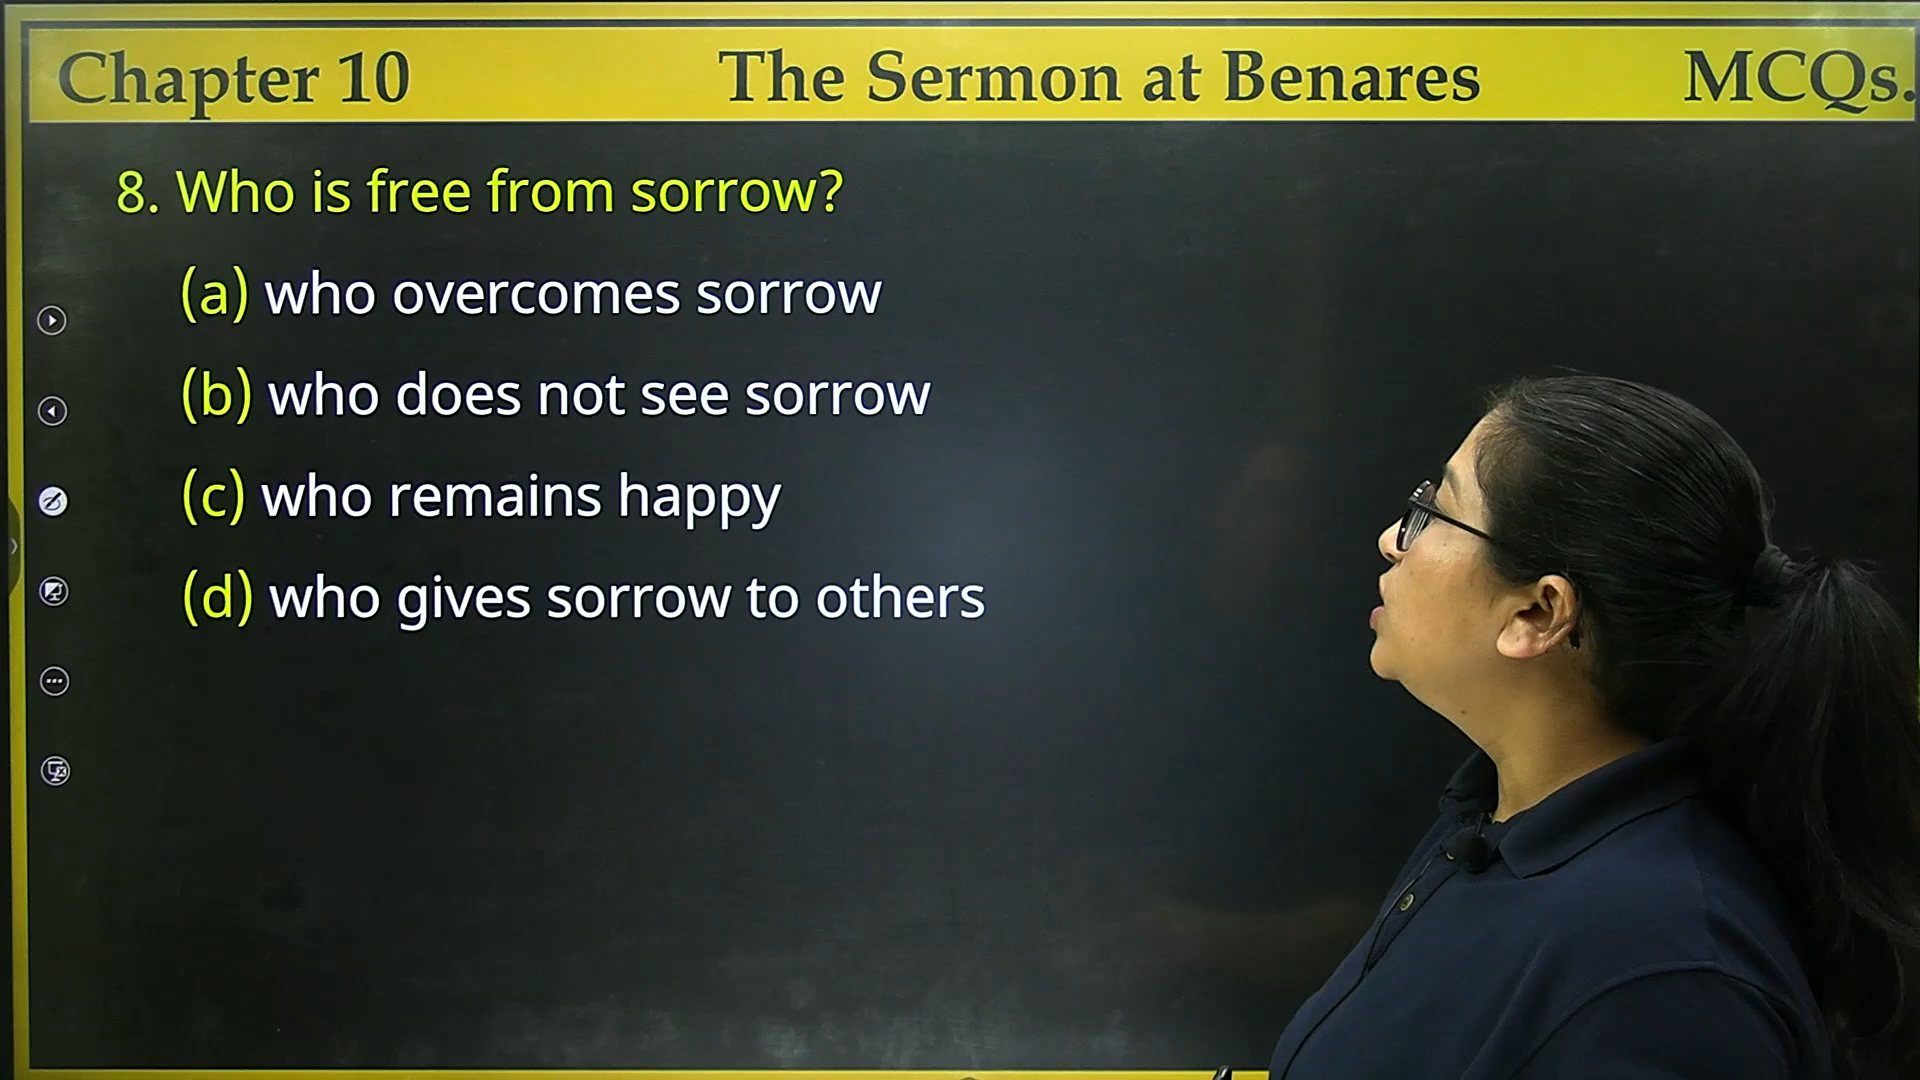 Chapter 10 The Sermon at Benares MCQs.
8. Who is free from sorrow?
(a) who overcomes sorrow
(b) who does not see sorrow
(c) who remains happy
(d) who gives sorrow to others